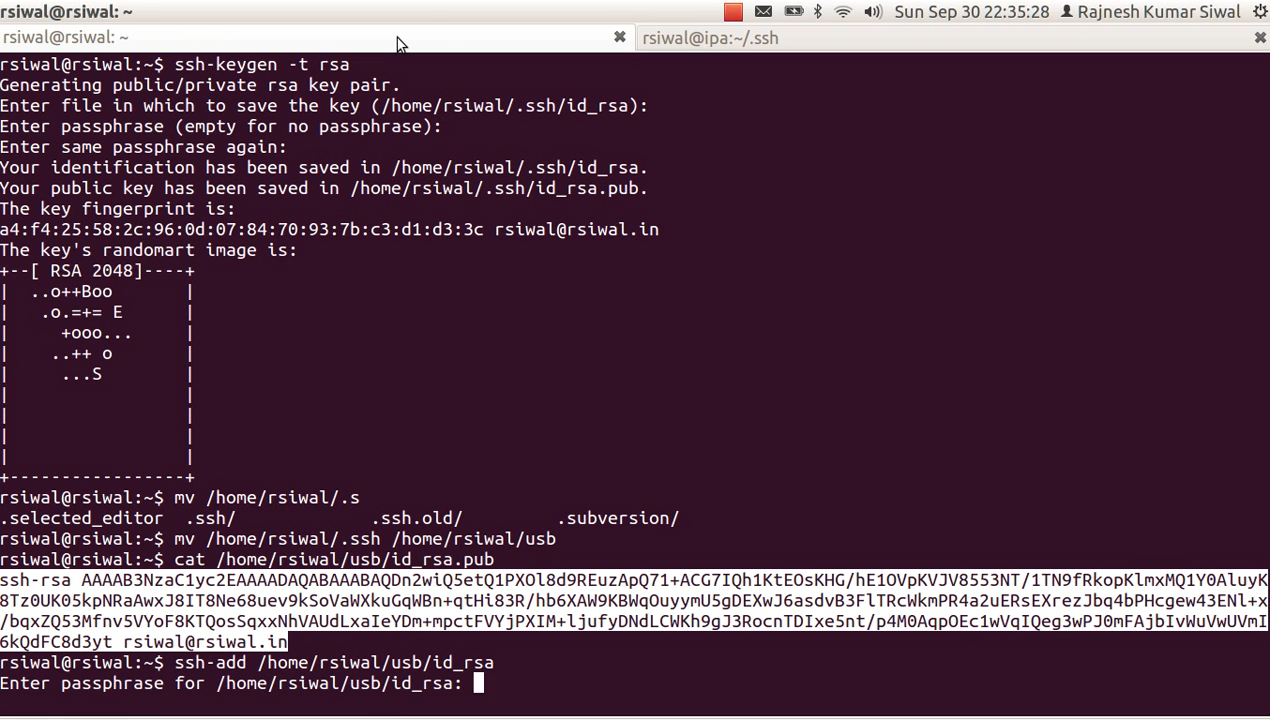 rsiwal@rsiwal: ~ Sun Sep 30 22:35:28 Rajnesh Kumar Siwal
rsiwal@rsiwal: ~ rsiwal@ipa:~/.ssh
rsiwal@rsiwal:~$ ssh-keygen -t rsa
Generating public/private rsa key pair.
Enter file in which to save the key (/home/rsiwal/.ssh/id_rsa):
Enter passphrase (empty for no passphrase):
Enter same passphrase again:
Your identification has been saved in /home/rsiwal/.ssh/id_rsa.
Your public key has been saved in /home/rsiwal/.ssh/id_rsa.pub.
The key fingerprint is:
a4:f4:25:58:2c:96:0d:07:84:70:93:7b:c3:d1:d3:3c rsiwal@rsiwal.in
The key's randomart image is:
+--[ RSA 2048]----+
|  ..o++Boo       |
|   .o.=+= E      |
|     +ooo...     |
|    ..++ o       |
|     ...S        |
|                 |
|                 |
|                 |
|                 |
+-----------------+
rsiwal@rsiwal:~$ mv /home/rsiwal/.s
.selected_editor .ssh/ .ssh.old/ .subversion/
rsiwal@rsiwal:~$ mv /home/rsiwal/.ssh /home/rsiwal/usb
rsiwal@rsiwal:~$ cat /home/rsiwal/usb/id_rsa.pub
ssh-rsa AAAAB3NzaC1yc2EAAAADAQABAAABAQDn2wiQ5etQ1PXOl8d9REuzApQ71+ACG7IQh1KtEOsKHG/hE1OVpKVJV8553NT/1TN9fRkopKlmxMQ1Y0AluyK
8Tz0UK05kpNRaAwxJ8IT8Ne68uev9kSoVaWXkuGqWBn+qtHi83R/hb6XAW9KBWqOuyymU5gDEXwJ6asdvB3FlTRcWkmPR4a2uERsEXrezJbq4bPHcgew43ENl+x
/bqxZQ53Mfnv5VYoF8KTQosSqxxNhVAUdLxaIeYDm+mpctFVYjPXIM+ljufyDNdLCWKh9gJ3RocnTDIxe5nt/p4M0AqpOEc1wVqIQeg3wPJ0mFAjbIvWuVwUVmI
6kQdFC8d3yt rsiwal@rsiwal.in
rsiwal@rsiwal:~$ ssh-add /home/rsiwal/usb/id_rsa
Enter passphrase for /home/rsiwal/usb/id_rsa: